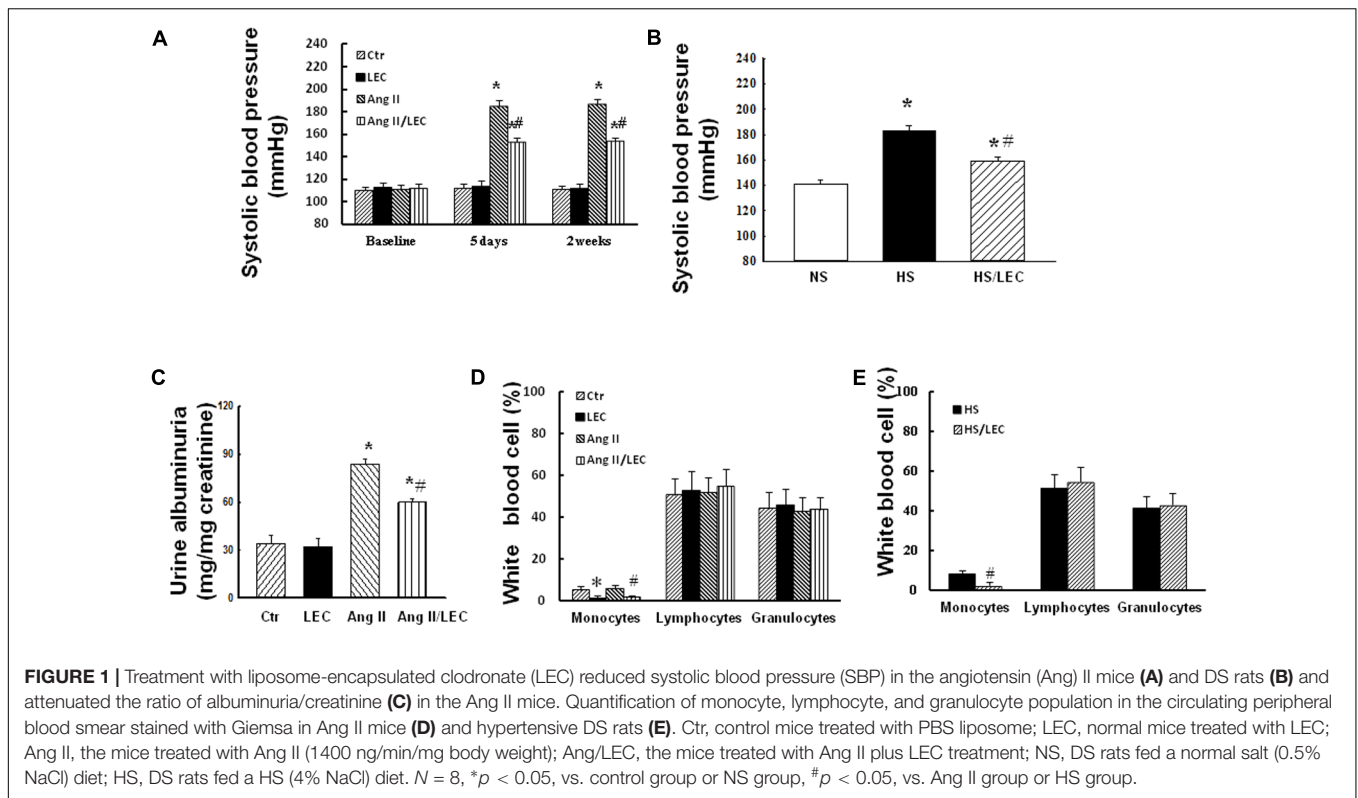 A
Systolic blood pressure
(mmHg)
240
220
200
180
160
140
120
100
80
Ctr
LEC
Ang II
Ang II/LEC
*
*#
*
*#
Baseline
5 days
2 weeks
B
Systolic blood pressure
(mmHg)
240
220
200
180
160
140
120
100
80
*
*#
NS
HS
HS/LEC
C
Urine albuminuria
(mg/mg creatinine)
120
90
60
30
0
*
*#
Ctr
LEC
Ang II
Ang II/LEC
D
White blood cell (%)
100
80
60
40
20
0
Ctr
LEC
Ang II
Ang II/LEC
*
#
Monocytes
Lymphocytes
Granulocytes
E
White blood cell (%)
100
80
60
40
20
0
HS
HS/LEC
#
Monocytes
Lymphocytes
Granulocytes
FIGURE 1 | Treatment with liposome-encapsulated clodronate (LEC) reduced systolic blood pressure (SBP) in the angiotensin (Ang) II mice (A) and DS rats (B) and
attenuated the ratio of albuminuria/creatinine (C) in the Ang II mice. Quantification of monocyte, lymphocyte, and granulocyte population in the circulating peripheral
blood smear stained with Giemsa in Ang II mice (D) and hypertensive DS rats (E). Ctr, control mice treated with PBS liposome; LEC, normal mice treated with LEC;
Ang II, the mice treated with Ang II (1400 ng/min/mg body weight); Ang/LEC, the mice treated with Ang II plus LEC treatment; NS, DS rats fed a normal salt (0.5%
NaCl) diet; HS, DS rats fed a HS (4% NaCl) diet. N = 8, *p < 0.05, vs. control group or NS group, #p < 0.05, vs. Ang II group or HS group.